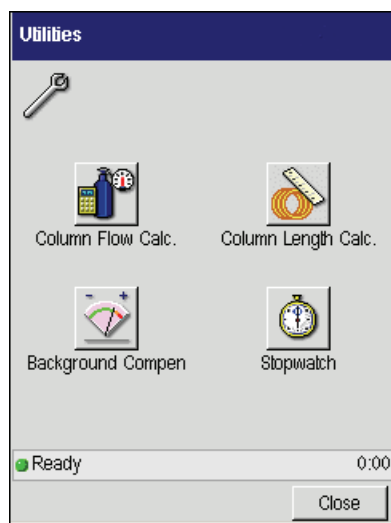 Utilities
Column Flow Calc. Column Length Calc.
- +
Background Compen Stopwatch
Ready 0:00
Close